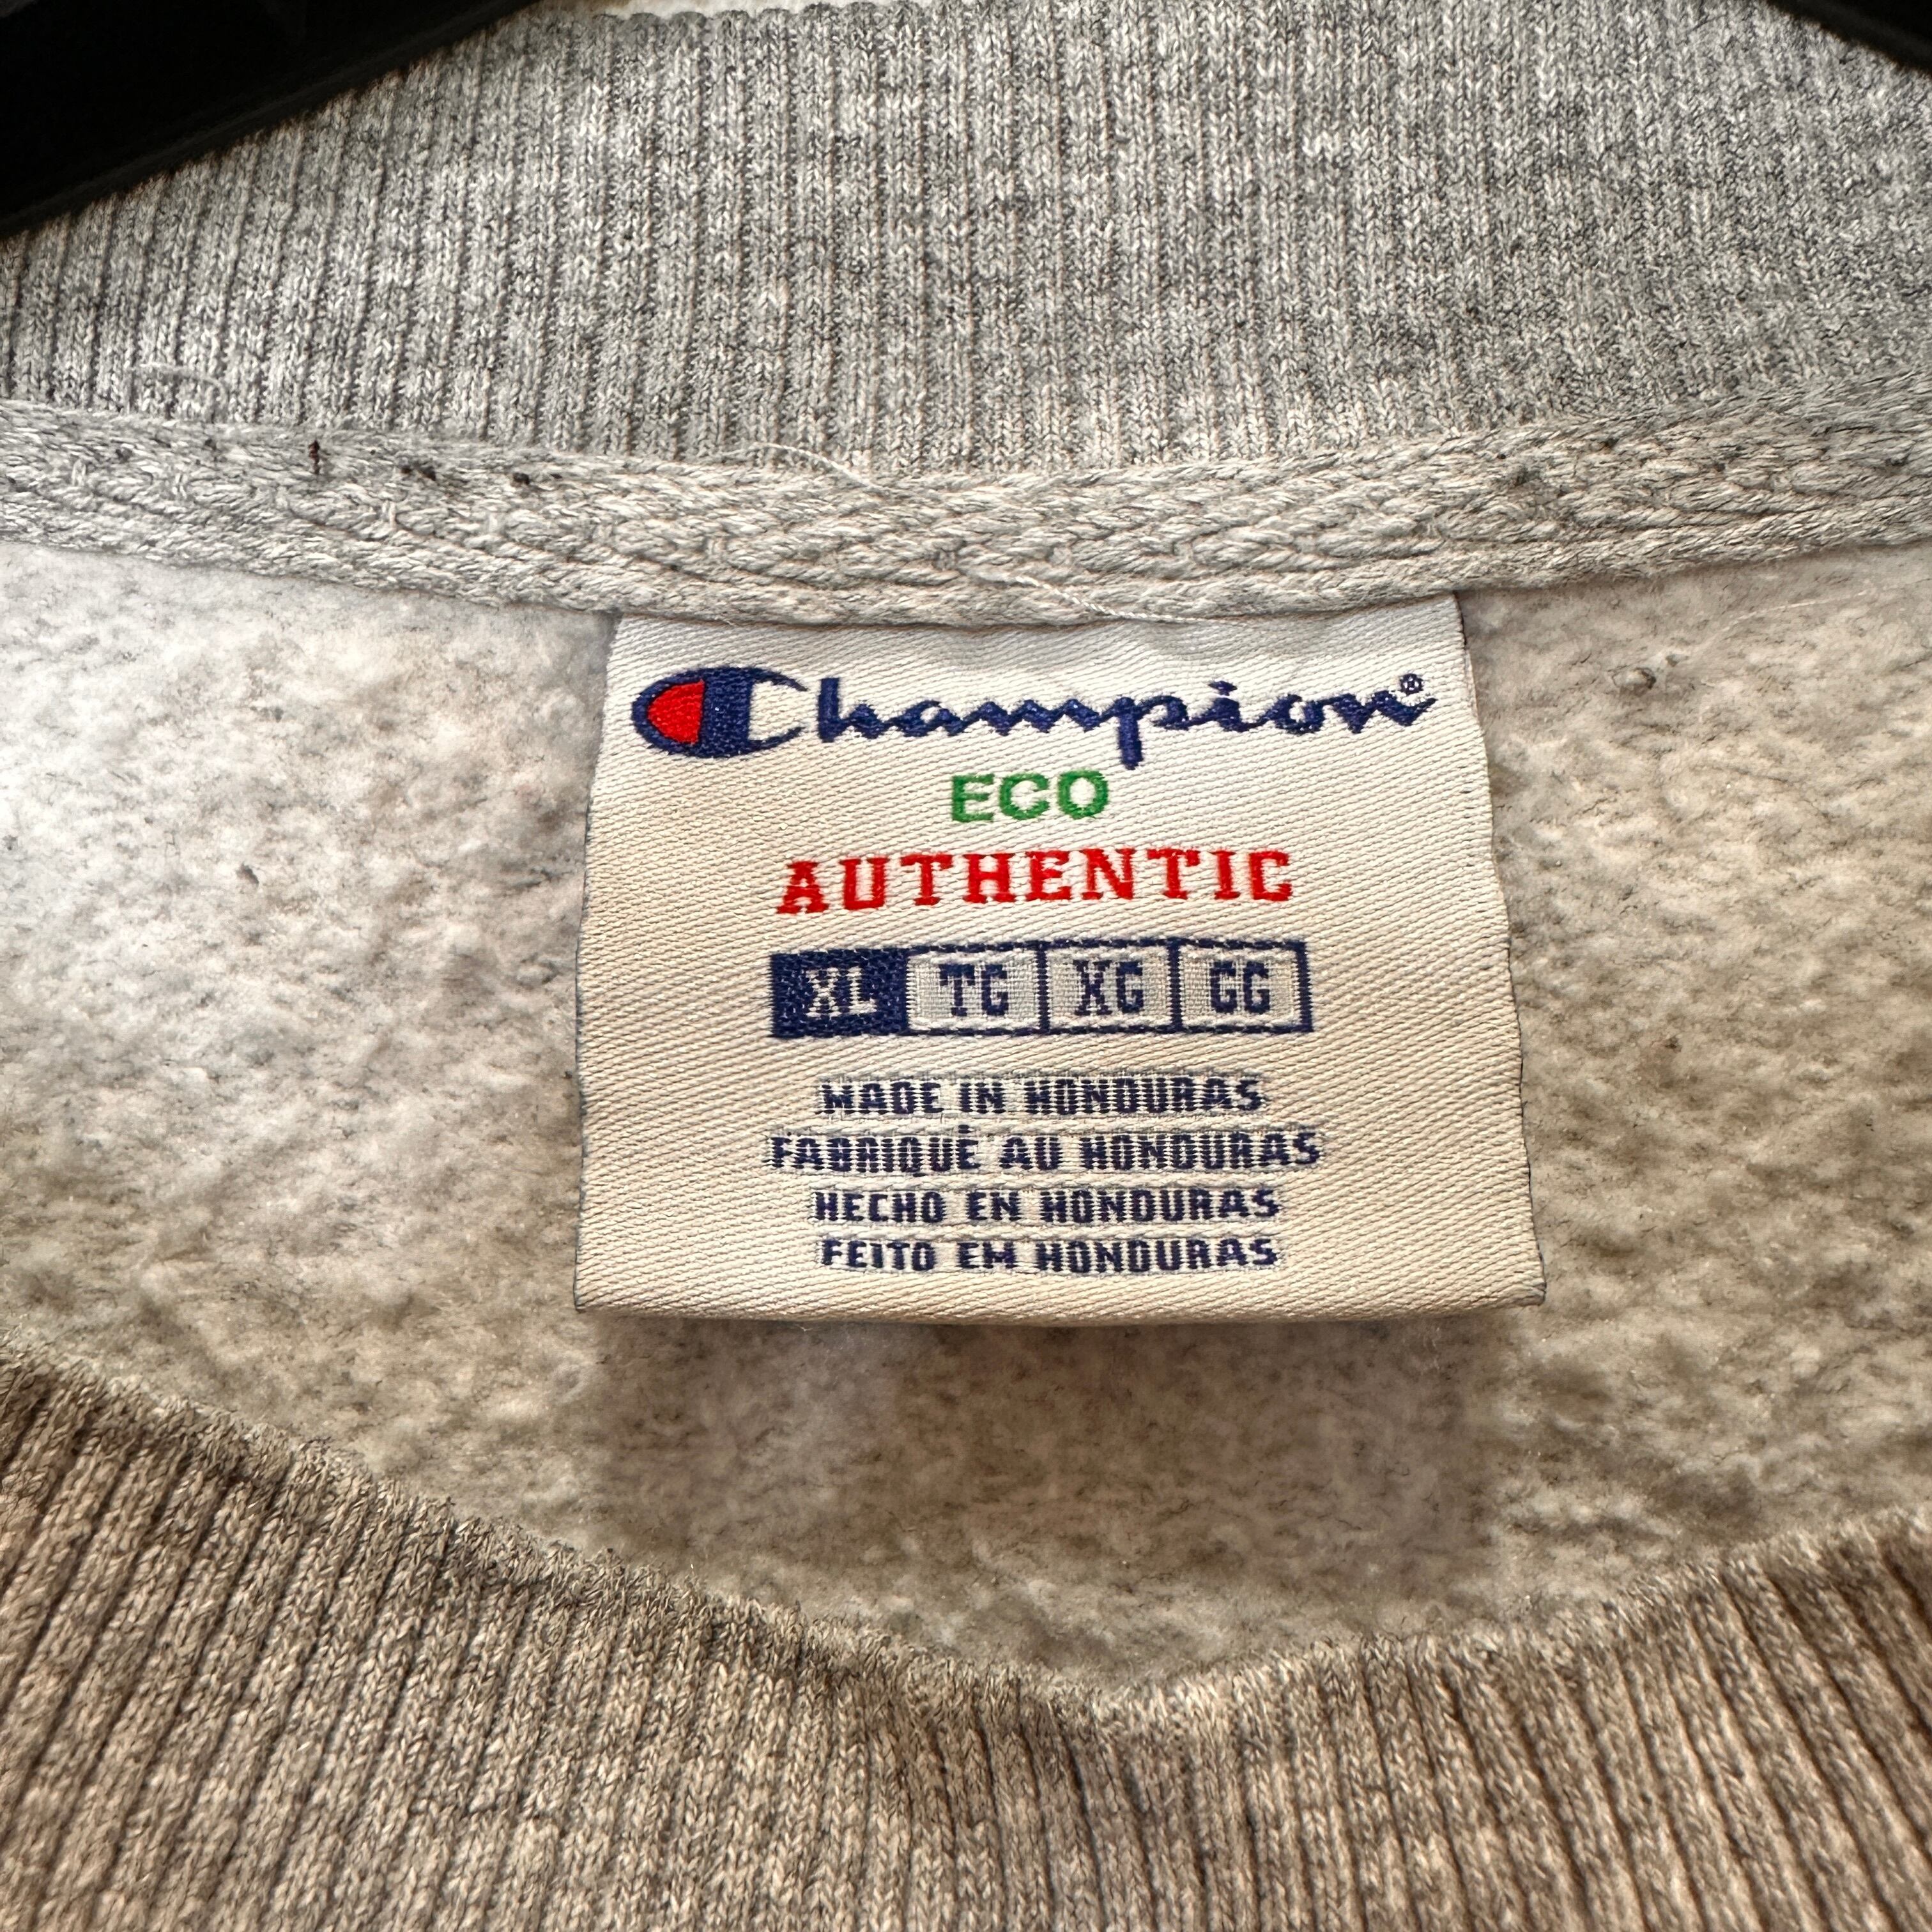 Champion®
ECO
AUTHENTIC
XL TG XG GG
MADE IN HONDURAS
FABRIQUÉ AU HONDURAS
HECHO EN HONDURAS
FEITO EM HONDURAS